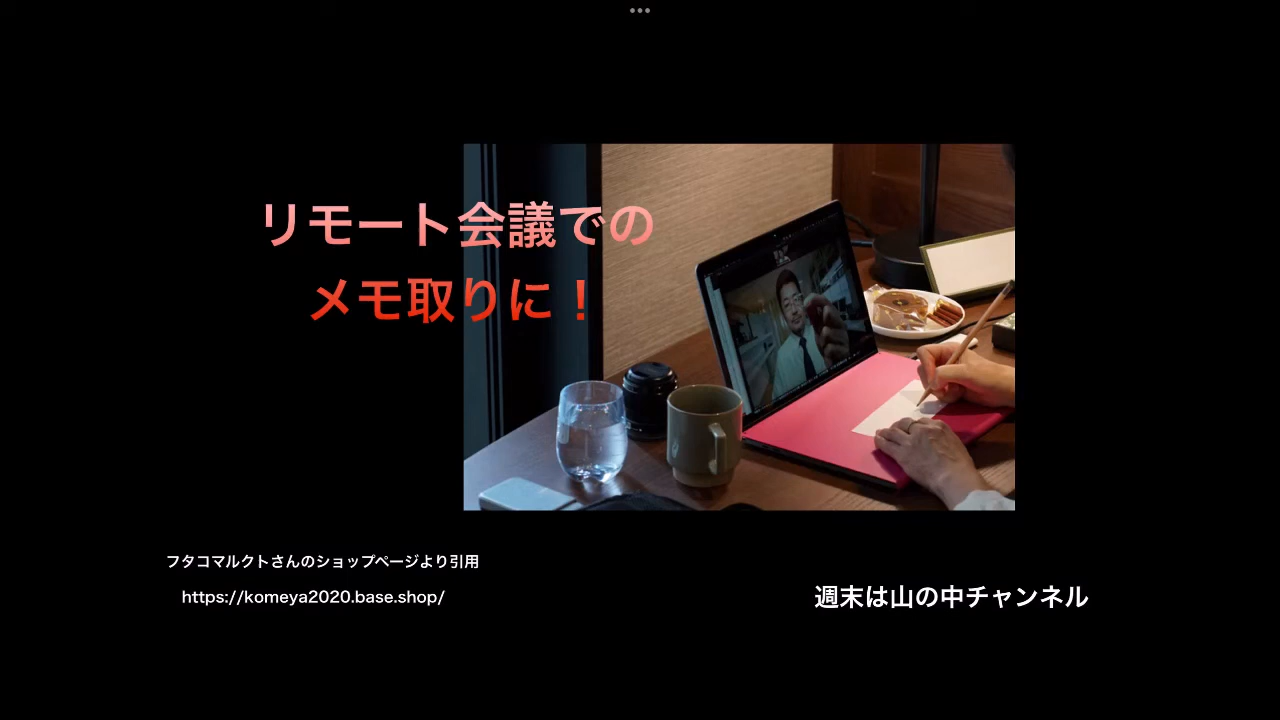 リモート会議での
メモ取りに！
フタコマルクトさんのショップページより引用
https://komeya2020.base.shop/
週末は山の中チャンネル